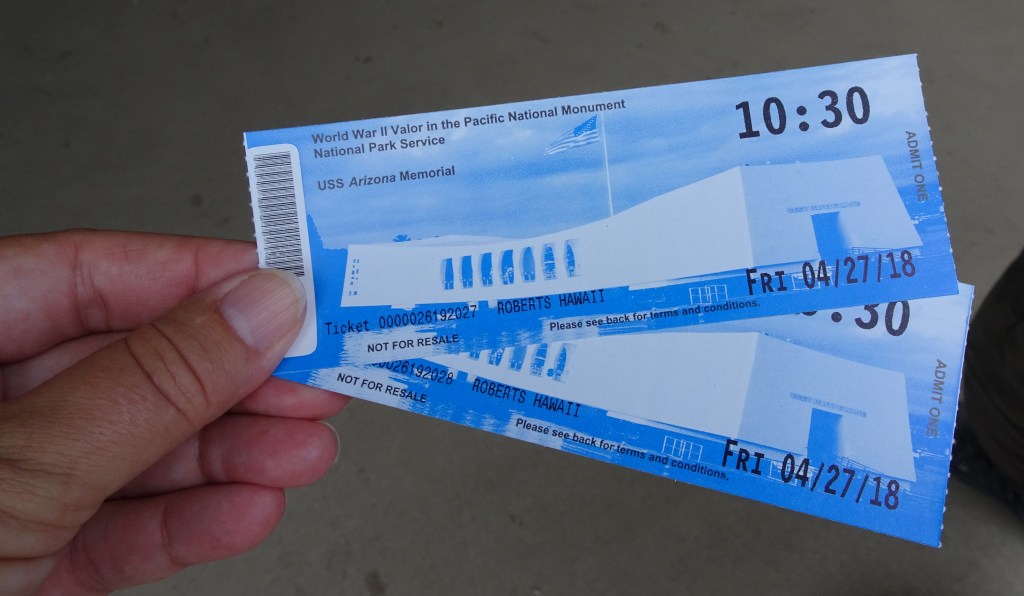 World War II Valor in the Pacific National Monument
National Park Service
USS Arizona Memorial
10:30
ADMIT ONE
FRI 04/27/18
Ticket 0000026192027 ROBERTS HAWAII
Please see back for terms and conditions.
NOT FOR RESALE
:30
ADMIT ONE
00026192028 ROBERTS HAWAII
NOT FOR RESALE
Please see back for terms and conditions.
FRI 04/27/18